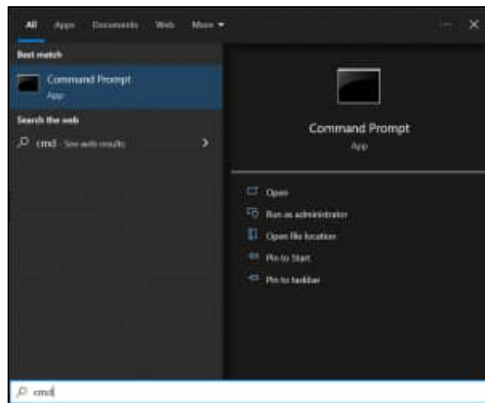 All Apps Documents Web More
Best match
Command Prompt
App
Search the web
cmd - See web results
Command Prompt
App
Open
Run as administrator
Open file location
Pin to Start
Pin to taskbar
cmd